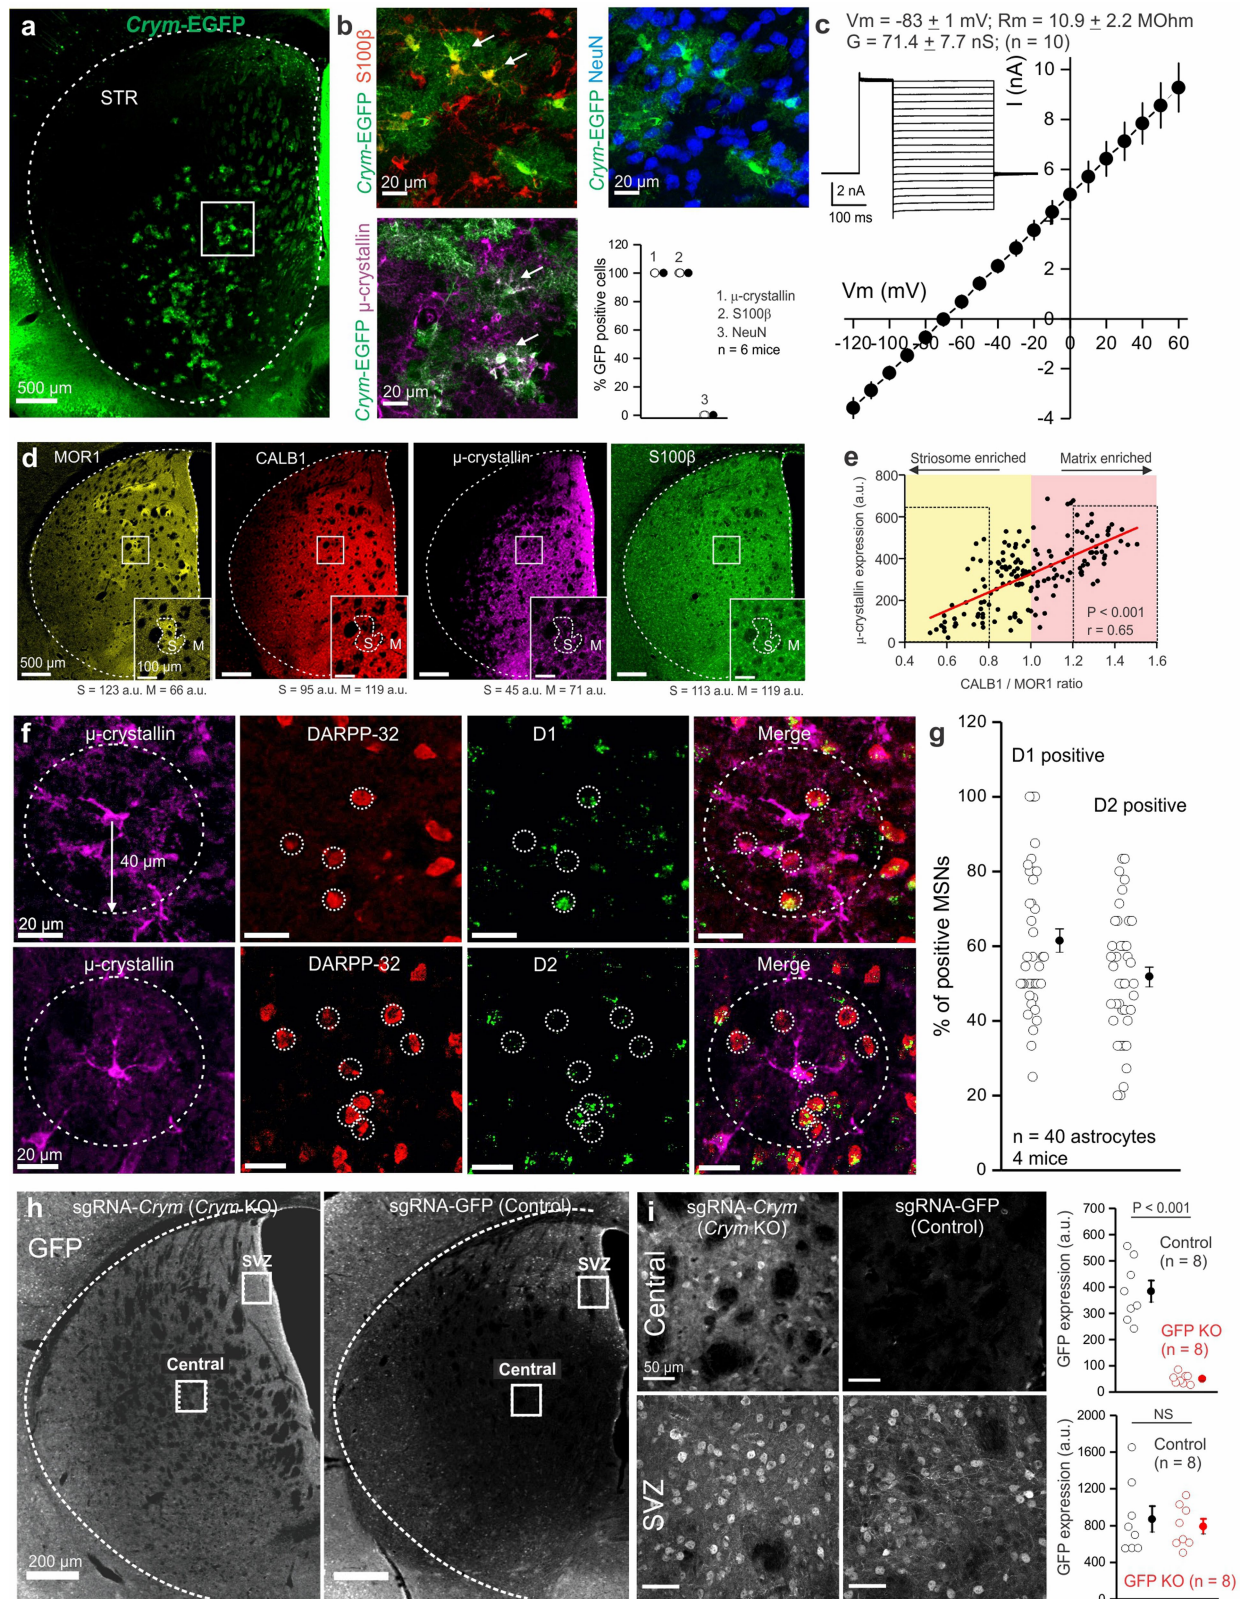 a
Crym-EGFP
STR
500 µm
b
Crym-EGFP S100β
20 µm
Crym-EGFP NeuN
20 µm
Crym-EGFP µ-crystallin
20 µm
% GFP positive cells
120
100
80
60
40
20
0
1
2
3
1. µ-crystallin
2. S100β
3. NeuN
n = 6 mice
c
Vm = -83 ± 1 mV; Rm = 10.9 ± 2.2 MOhm
G = 71.4 ± 7.7 nS; (n = 10)
I (nA)
10
8
6
2
0
-2
-4
2 nA
100 ms
Vm (mV)
-120 -100 -80 -60 -40 -20 0 20 40 60
d
MOR1
500 µm
100 µm
S
M
S = 123 a.u. M = 66 a.u.
CALB1
S
M
S = 95 a.u. M = 119 a.u.
µ-crystallin
S
M
S = 45 a.u. M = 71 a.u.
S100β
S
M
S = 113 a.u. M = 119 a.u.
e
Striosome enriched
Matrix enriched
µ-crystallin expression (a.u.)
800
600
400
200
0
P < 0.001
r = 0.65
0.4 0.6 0.8 1.0 1.2 1.4 1.6
CALB1 / MOR1 ratio
f
µ-crystallin
DARPP-32
D1
Merge
40 µm
20 µm
µ-crystallin
DARPP-32
D2
Merge
20 µm
g
% of positive MSNs
120
100
80
60
40
20
0
D1 positive
D2 positive
n = 40 astrocytes
4 mice
h
sgRNA-Crym (Crym KO)
GFP
SVZ
Central
200 µm
sgRNA-GFP (Control)
SVZ
Central
i
sgRNA-Crym
(Crym KO)
sgRNA-GFP
(Control)
Central
50 µm
SVZ
GFP expression (a.u.)
700
600
500
400
300
200
100
0
P < 0.001
Control
(n = 8)
GFP KO
(n = 8)
GFP expression (a.u.)
2000
1600
1200
800
400
0
NS
Control
(n = 8)
GFP KO (n = 8)